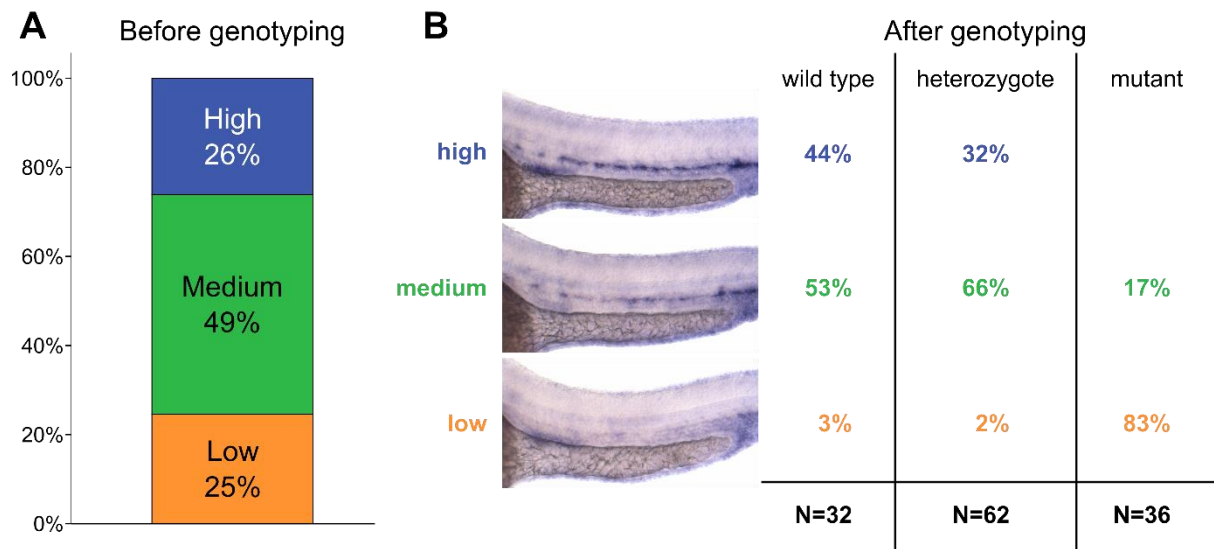 A
Before genotyping
100%
80%
60%
40%
20%
0%
High
26%
Medium
49%
Low
25%
B
After genotyping
wild type heterozygote mutant
high 44% 32%
medium 53% 66% 17%
low 3% 2% 83%
N=32 N=62 N=36